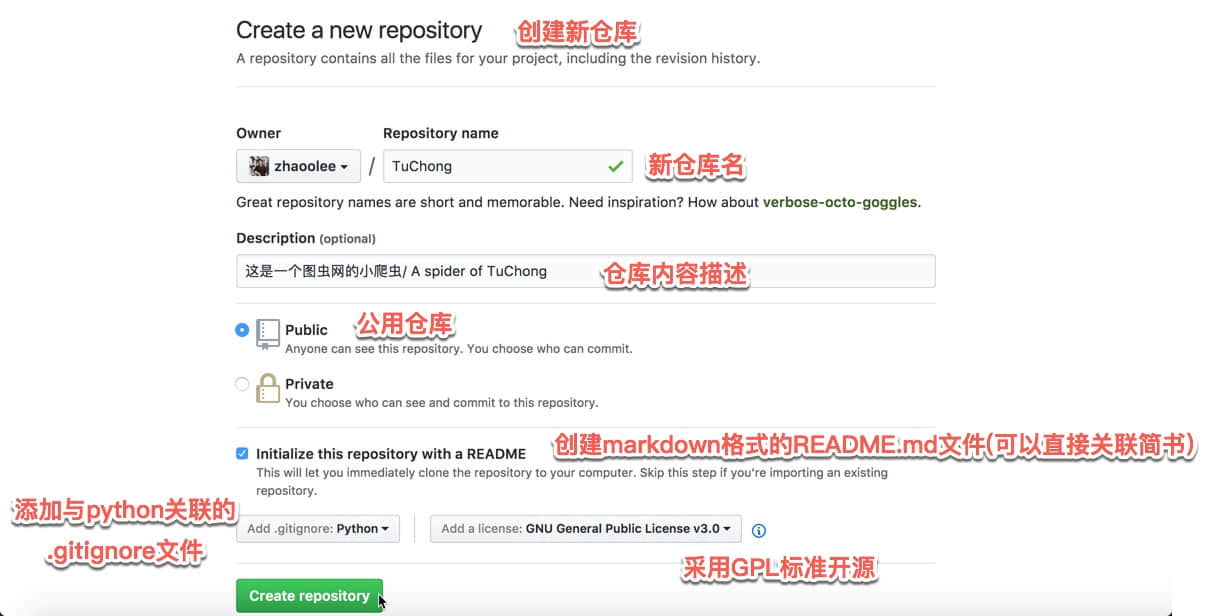 Create a new repository 创建新仓库
A repository contains all the files for your project, including the revision history.
Owner Repository name
zhaoolee / TuChong 新仓库名
Great repository names are short and memorable. Need inspiration? How about verbose-octo-goggles.
Description (optional)
这是一个图虫网的小爬虫/ A spider of TuChong 仓库内容描述
Public 公用仓库
Anyone can see this repository. You choose who can commit.
Private
You choose who can see and commit to this repository.
Initialize this repository with a README 创建markdown格式的README.md文件(可以直接关联简书)
This will let you immediately clone the repository to your computer. Skip this step if you're importing an existing
repository.
添加与python关联的
.gitignore文件
Add .gitignore: Python Add a license: GNU General Public License v3.0
采用GPL标准开源
Create repository